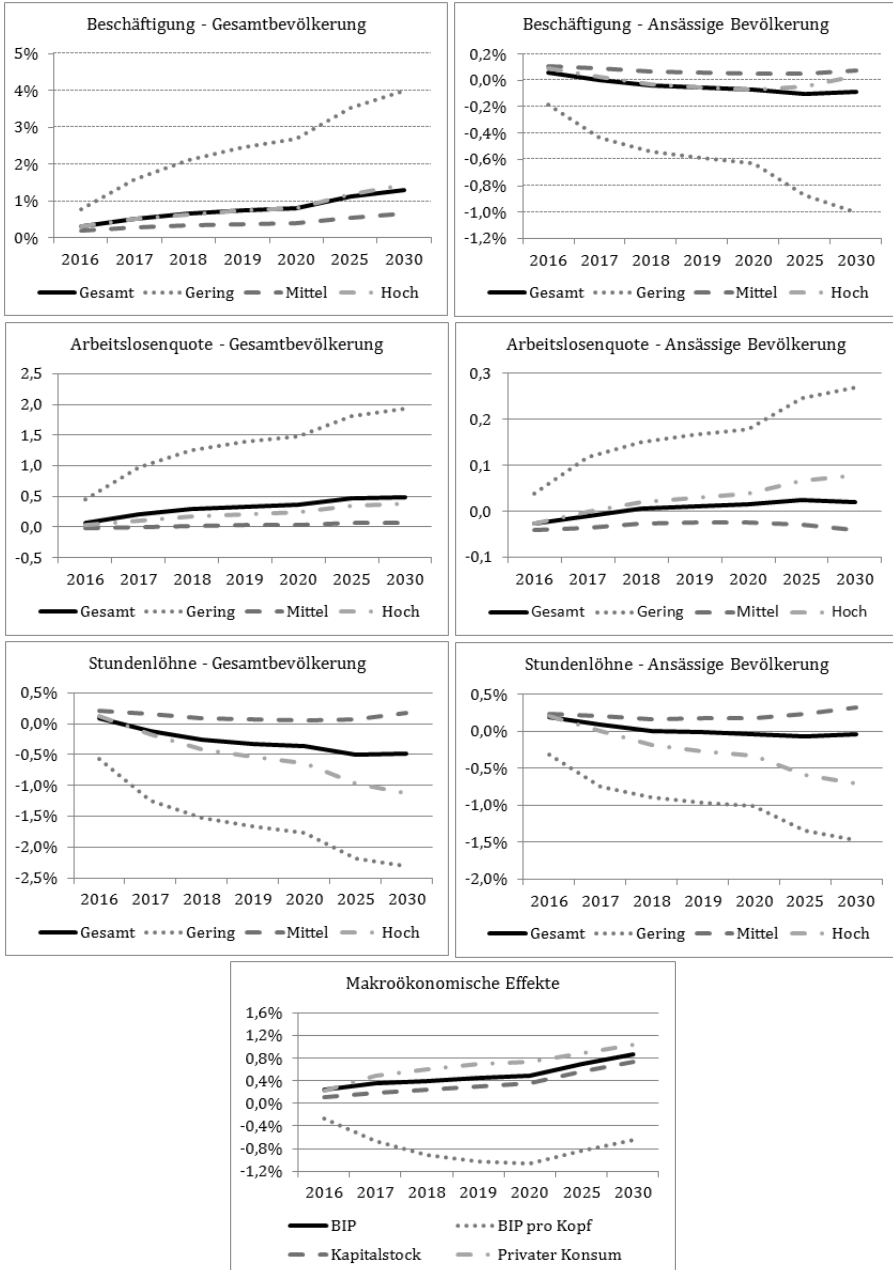 Beschäftigung - Gesamtbevölkerung
5%
4%
3%
2%
1%
0%
2016 2017 2018 2019 2020 2025 2030
Gesamt Gering Mittel Hoch
Beschäftigung - Ansässige Bevölkerung
0,2%
0,0%
-0,2%
-0,4%
-0,6%
-0,8%
-1,0%
-1,2%
2016 2017 2018 2019 2020 2025 2030
Gesamt Gering Mittel Hoch
Arbeitslosenquote - Gesamtbevölkerung
2,5
2,0
1,5
1,0
0,5
0,0
-0,5
2016 2017 2018 2019 2020 2025 2030
Gesamt Gering Mittel Hoch
Arbeitslosenquote - Ansässige Bevölkerung
0,3
0,2
0,1
0,0
-0,1
2016 2017 2018 2019 2020 2025 2030
Gesamt Gering Mittel Hoch
Stundenlöhne - Gesamtbevölkerung
0,5%
0,0%
-0,5%
-1,0%
-1,5%
-2,0%
-2,5%
2016 2017 2018 2019 2020 2025 2030
Gesamt Gering Mittel Hoch
Stundenlöhne - Ansässige Bevölkerung
0,5%
0,0%
-0,5%
-1,0%
-1,5%
-2,0%
2016 2017 2018 2019 2020 2025 2030
Gesamt Gering Mittel Hoch
Makroökonomische Effekte
1,6%
1,2%
0,8%
0,4%
0,0%
-0,4%
-0,8%
-1,2%
2016 2017 2018 2019 2020 2025 2030
BIP BIP pro Kopf
Kapitalstock Privater Konsum